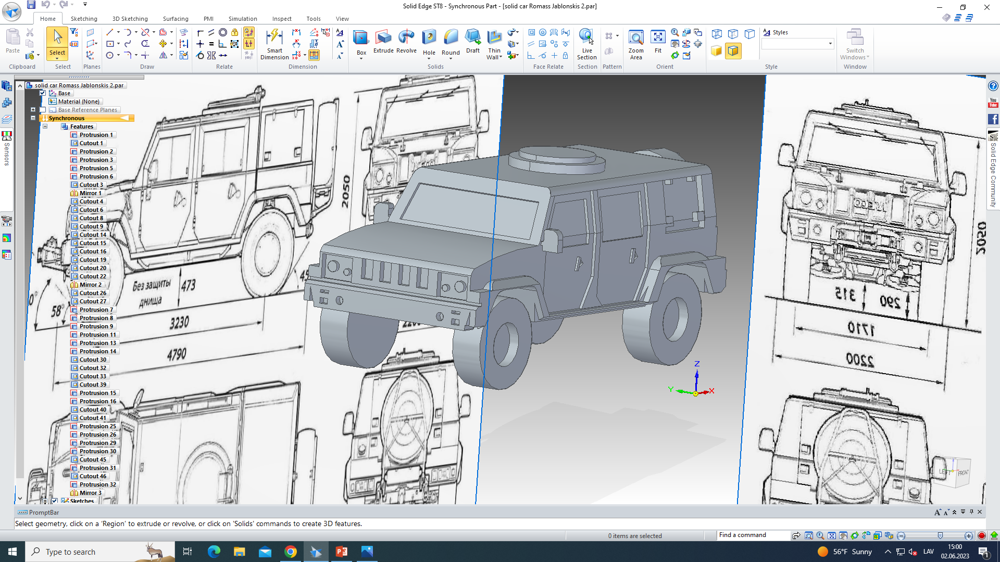 Solid Edge ST8 - Synchronous Part - [solid car Romass Jablonskis 2.par]
Home Sketching 3D Sketching Surfacing PMI Simulation Inspect Tools View
Paste
Select
Smart Dimension
Box Extrude Revolve Hole Round Draft Thin Wall
Live Section
Zoom Area Fit
Styles
Switch Windows
Clipboard Select Planes Draw Relate Dimension Solids Face Relate Section Pattern Orient Style Window
solid car Romass Jablonskis 2.par
Base
Material (None)
Base Reference Planes
Synchronous
Features
Protrusion 1
Cutout 1
Protrusion 2
Protrusion 3
Protrusion 5
Protrusion 6
Cutout 3
Mirror 1
Cutout 4
Cutout 6
Cutout 8
Cutout 9
Cutout 14
Cutout 15
Cutout 16
Cutout 19
Cutout 20
Cutout 22
Mirror 2
Cutout 26
Cutout 27
Protrusion 7
Protrusion 8
Protrusion 9
Protrusion 11
Protrusion 13
Protrusion 14
Cutout 30
Cutout 32
Cutout 33
Cutout 39
Protrusion 15
Protrusion 16
Cutout 40
Cutout 41
Protrusion 25
Protrusion 26
Protrusion 29
Protrusion 30
Cutout 45
Protrusion 31
Cutout 46
Protrusion 32
Mirror 3
Sketches
Sensors
2050
Без защиты
днища
473
58°
3230
4790
Z
Y
X
2050
315
290
1710
2200
LEFT FRONT
You Tube
Solid Edge Community
PromptBar
Select geometry, click on a 'Region' to extrude or revolve, or click on 'Solids' commands to create 3D features.
0 items are selected
Find a command
Type to search
56°F Sunny
LAV
15:00
02.06.2023
1